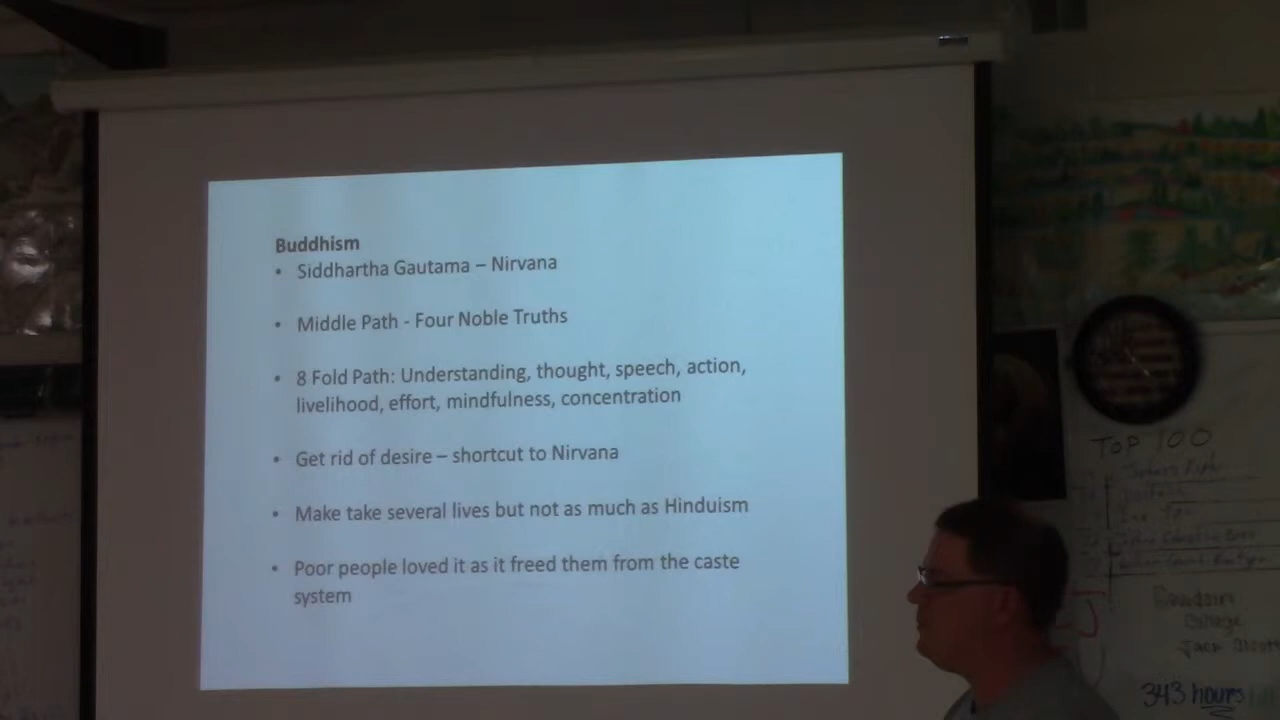 Buddhism
• Siddhartha Gautama – Nirvana
• Middle Path - Four Noble Truths
• 8 Fold Path: Understanding, thought, speech, action,
livelihood, effort, mindfulness, concentration
• Get rid of desire – shortcut to Nirvana
• Make take several lives but not as much as Hinduism
• Poor people loved it as it freed them from the caste
system
TOP 100
343 hours